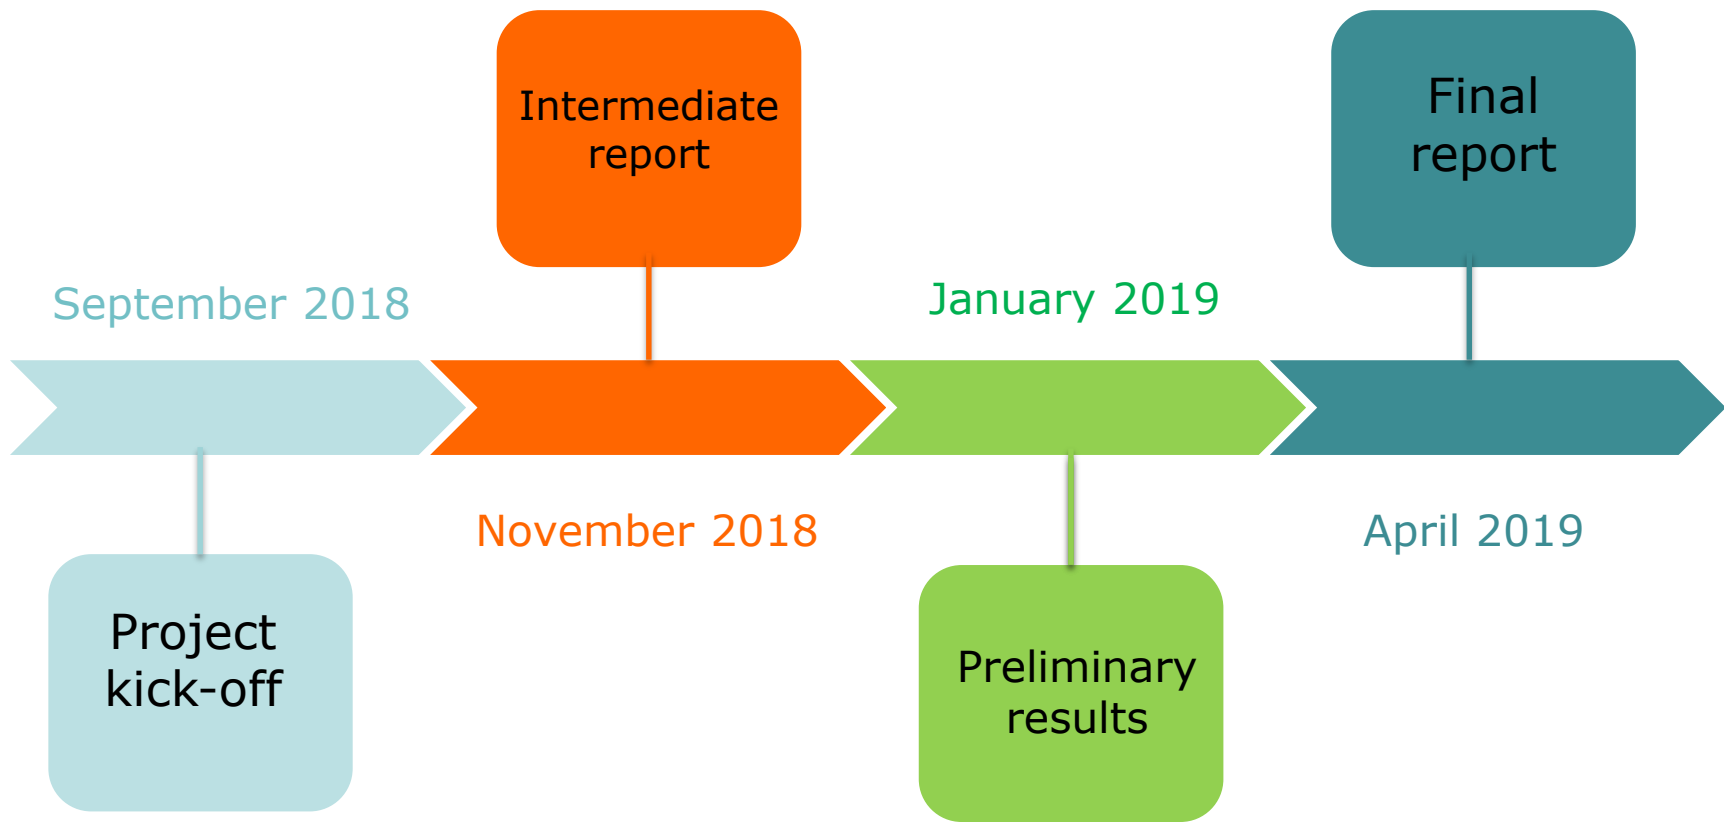 Intermediate
report
Final
report
September 2018
January 2019
November 2018
April 2019
Project
kick-off
Preliminary
results